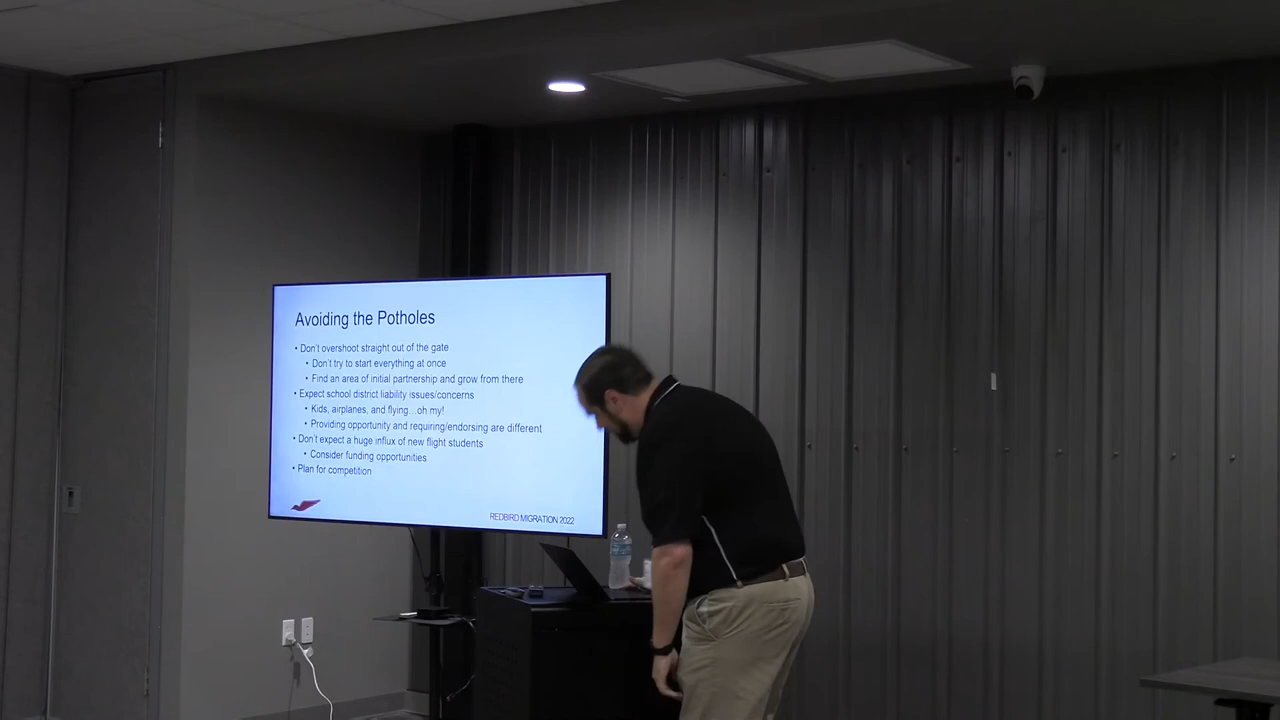 Avoiding the Potholes
• Don't overshoot straight out of the gate
• Don't try to start everything at once
• Find an area of initial partnership and grow from there
• Expect school district liability issues/concerns
• Kids, airplanes, and flying...oh my!
• Providing opportunity and requiring/endorsing are different
• Don't expect a huge influx of new flight students
• Consider funding opportunities
• Plan for competition
REDBIRD MIGRATION 2022